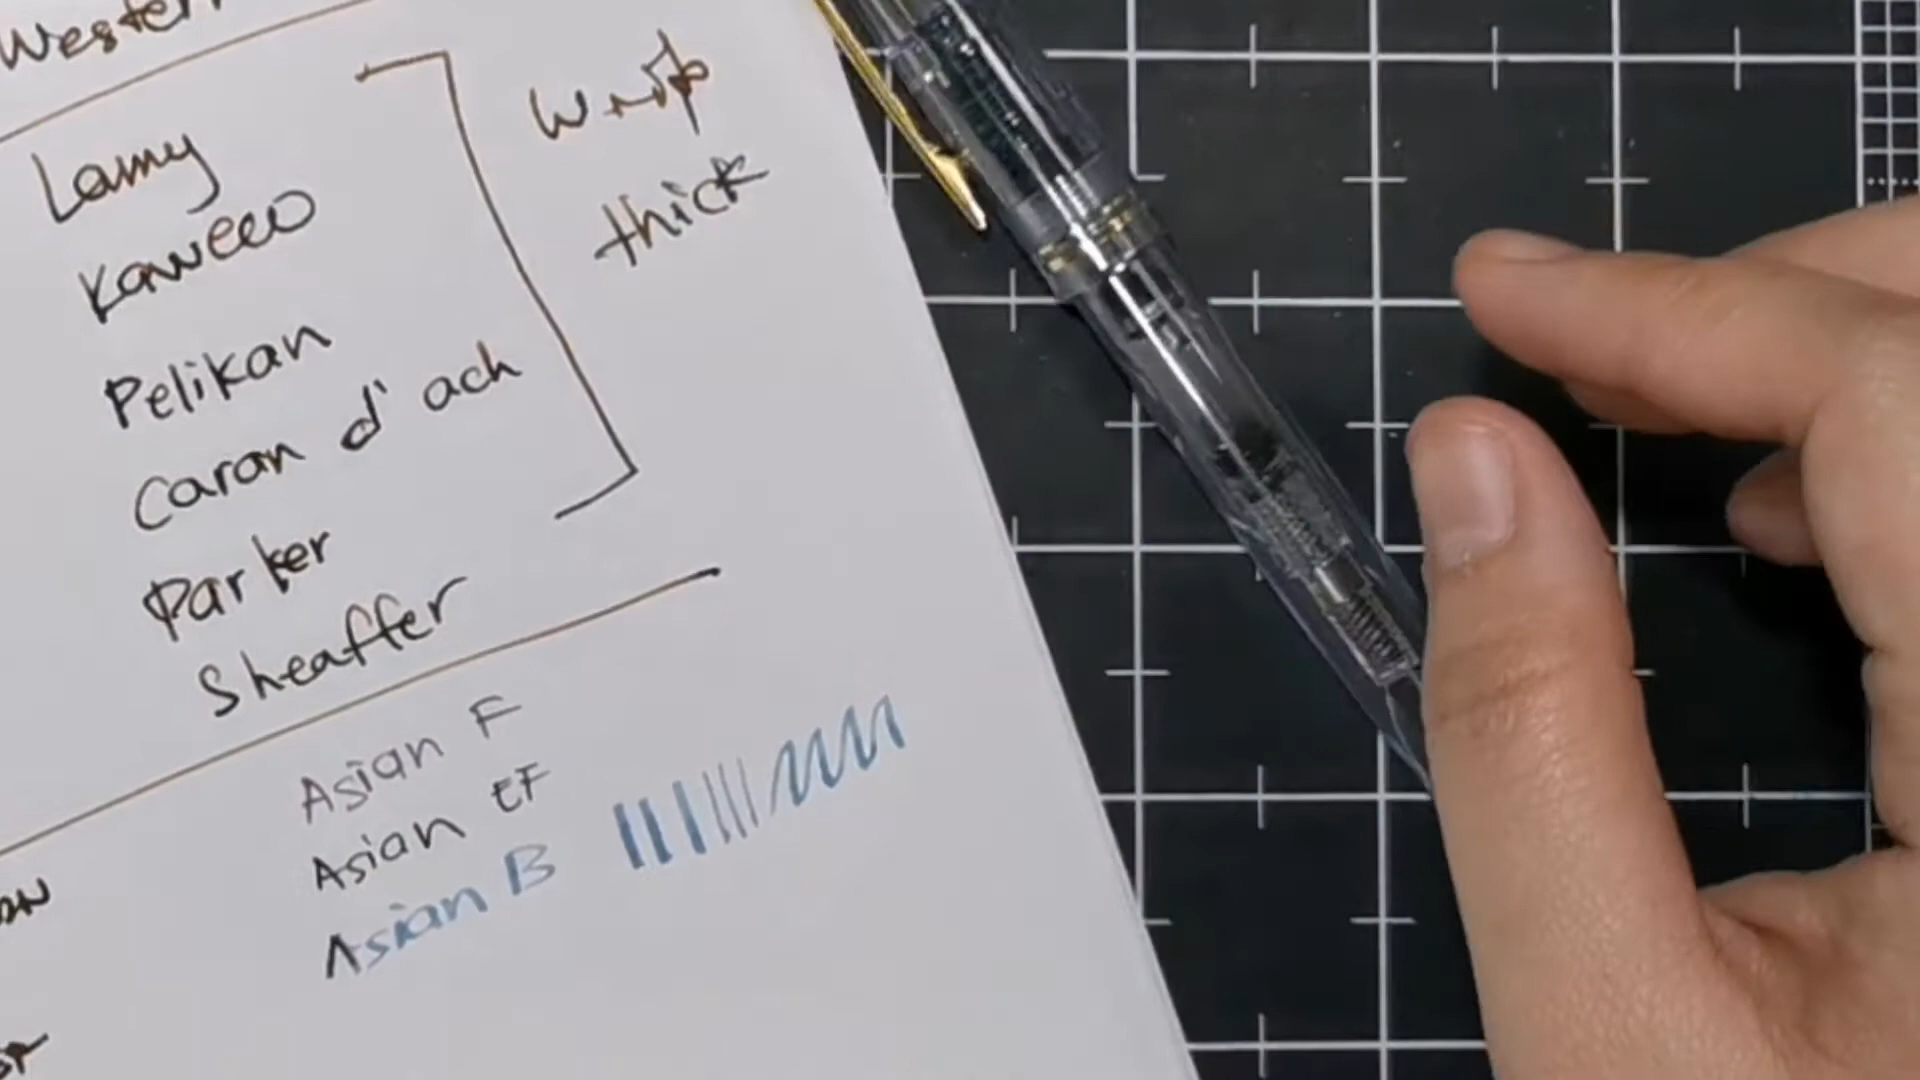 Western
Lamy
Kaweco
Pelikan
Caran d' ach
Parker
Sheaffer
thick
Asian F
Asian EF
Asian B